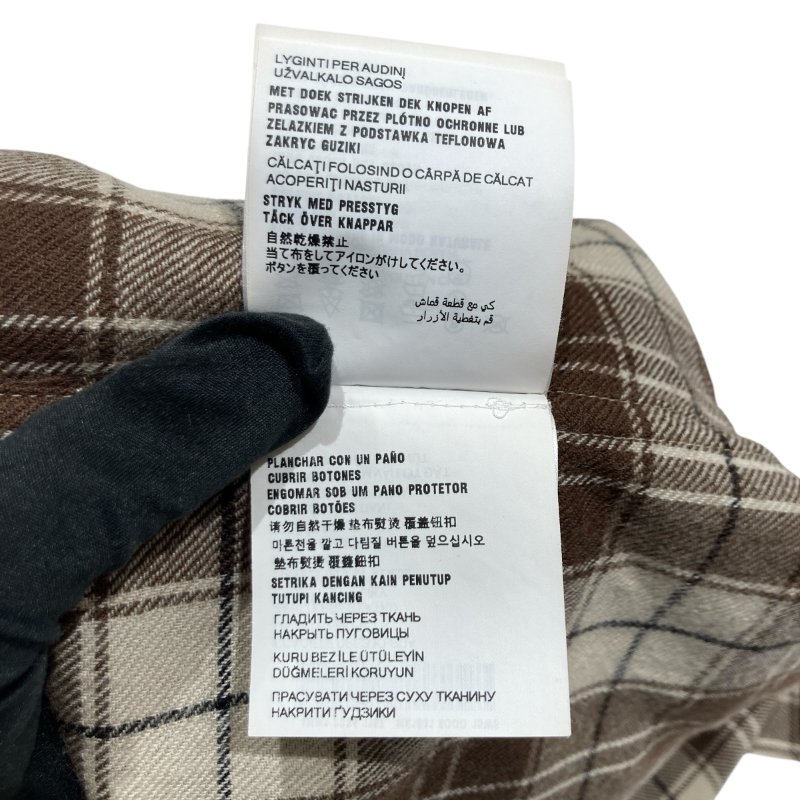 LYGINTI PER AUDINĮ
UŽVALKALO SAGOS
MET DOEK STRIJKEN DEK KNOPEN AF
PRASOWAC PRZEZ PLÓTNO OCHRONNE LUB
ZELAZKIEM Z PODSTAWKA TEFLONOWA
ZAKRYC GUZIKI
CĂLCAŢI FOLOSIND O CÂRPĂ DE CĂLCAT
ACOPERIŢI NASTURII
STRYK MED PRESSTYG
TÄCK ÖVER KNAPPAR
自然乾燥禁止
当て布をしてアイロンがけしてください。
ボタンを覆ってください
كي مع قطعة قماش
قم بتغطية الأزرار
PLANCHAR CON UN PAÑO
CUBRIR BOTONES
ENGOMAR SOB UM PANO PROTETOR
COBRIR BOTÕES
请勿自然干燥 垫布熨烫 覆盖钮扣
마른천을 깔고 다림질 버튼을 덮으십시오
墊布熨燙 覆蓋鈕扣
SETRIKA DENGAN KAIN PENUTUP
TUTUPI KANCING
ГЛАДИТЬ ЧЕРЕЗ ТКАНЬ
НАКРЫТЬ ПУГОВИЦЫ
KURU BEZ İLE ÜTÜLEYİN
DÜĞMELERİ KORUYUN
ПРАСУВАТИ ЧЕРЕЗ СУХУ ТКАНИНУ
НАКРИТИ ҐУДЗИКИ